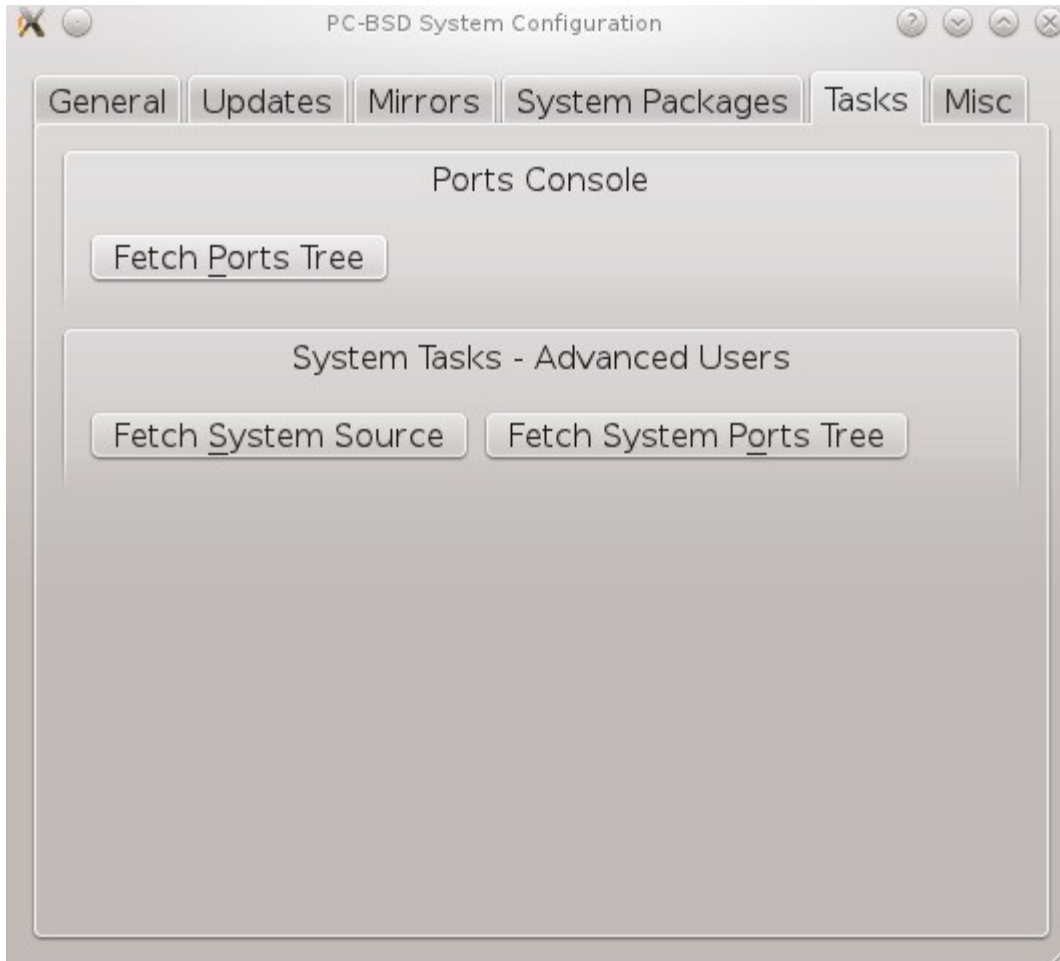 PC-BSD System Configuration
General Updates Mirrors System Packages Tasks Misc
Ports Console
Fetch Ports Tree
System Tasks - Advanced Users
Fetch System Source Fetch System Ports Tree